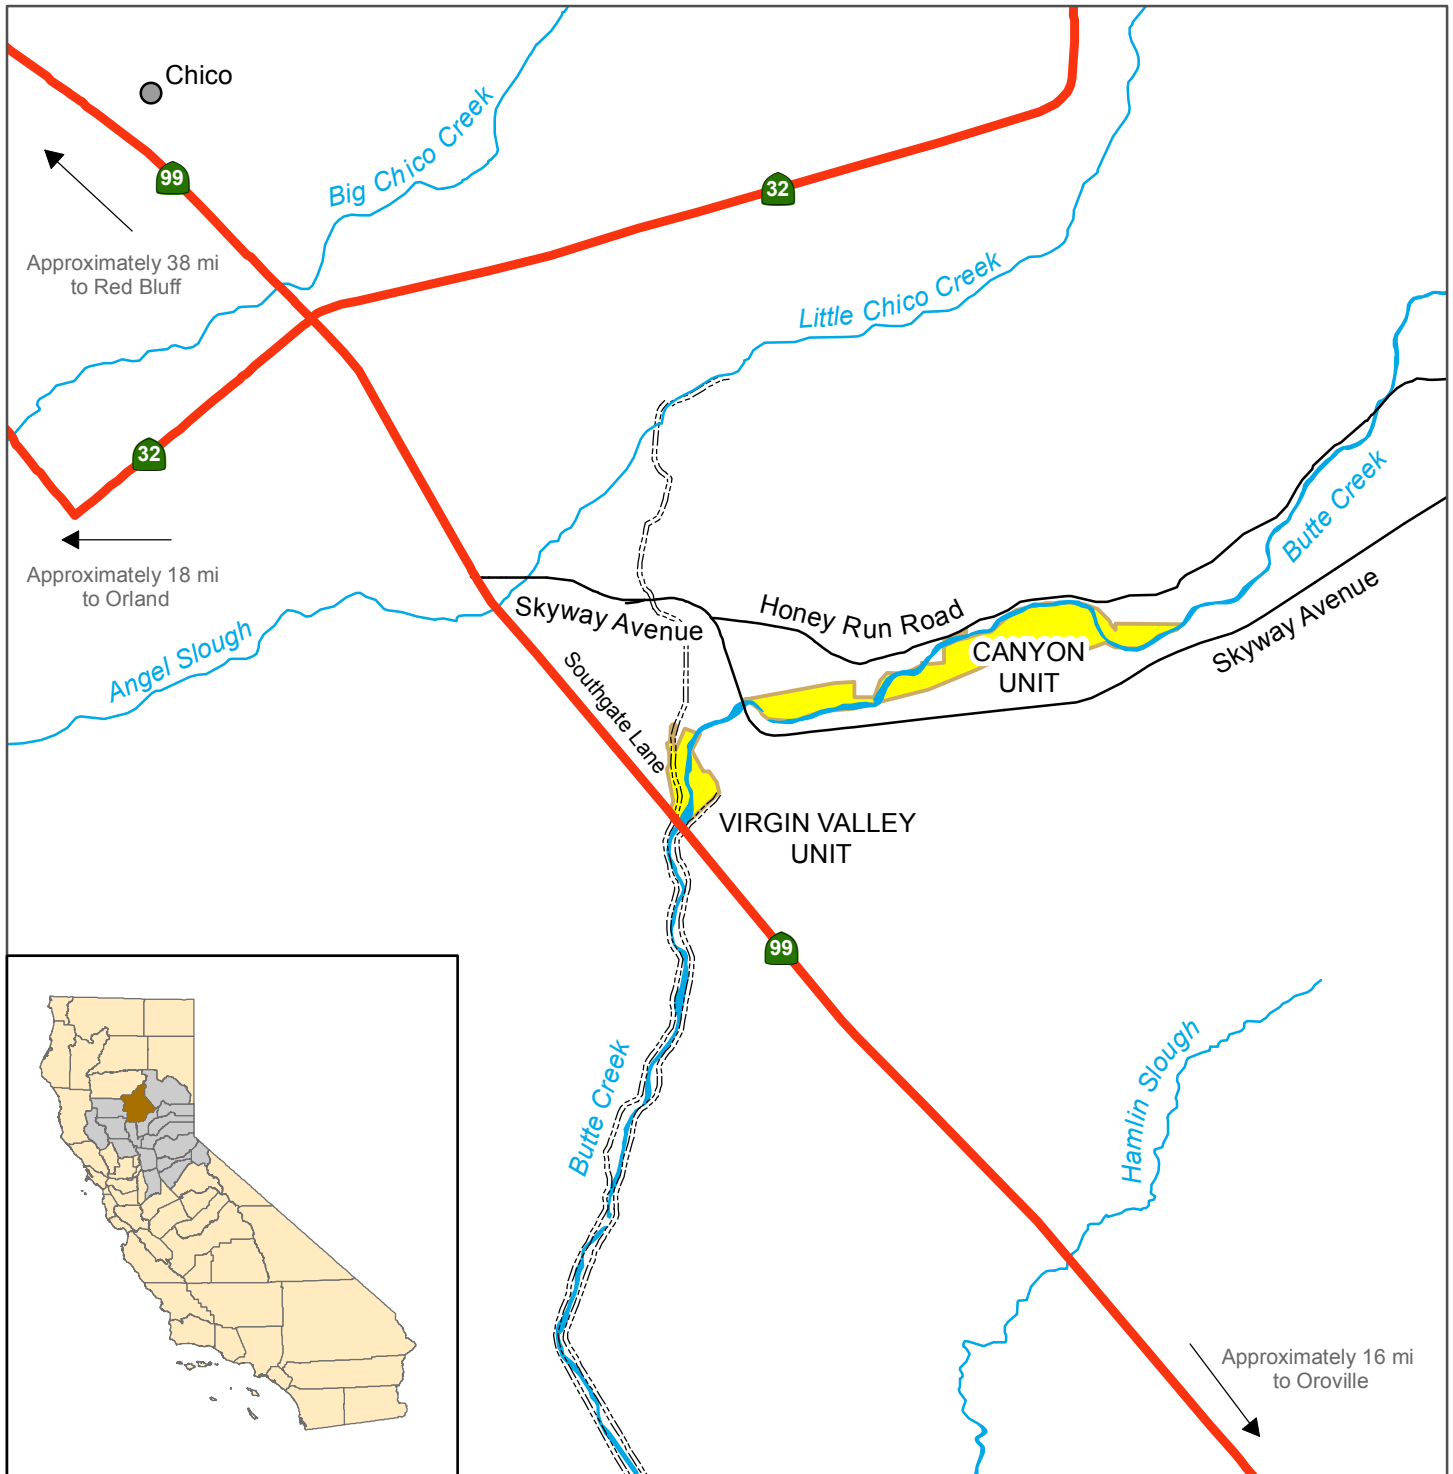 Chico
99
Big Chico Creek
32
Approximately 38 mi
to Red Bluff
Little Chico Creek
32
Butte Creek
Approximately 18 mi
to Orland
Skyway Avenue
Honey Run Road
Skyway Avenue
Angel Slough
CANYON
UNIT
Southgate Lane
VIRGIN VALLEY
UNIT
99
Butte Creek
Hamlin Slough
Approximately 16 mi
to Oroville